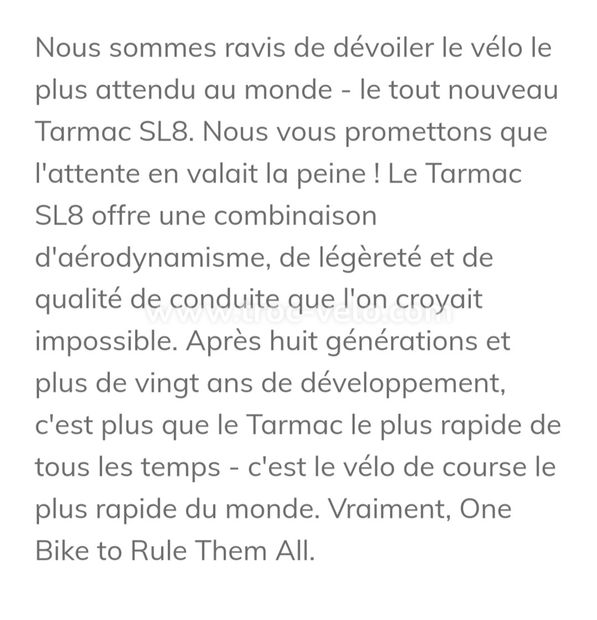 Nous sommes ravis de dévoiler le vélo le
plus attendu au monde - le tout nouveau
Tarmac SL8. Nous vous promettons que
l'attente en valait la peine ! Le Tarmac
SL8 offre une combinaison
d'aérodynamisme, de légèreté et de
qualité de conduite que l'on croyait
www.troc-velo.com
impossible. Après huit générations et
plus de vingt ans de développement,
c'est plus que le Tarmac le plus rapide de
tous les temps - c'est le vélo de course le
plus rapide du monde. Vraiment, One
Bike to Rule Them All.